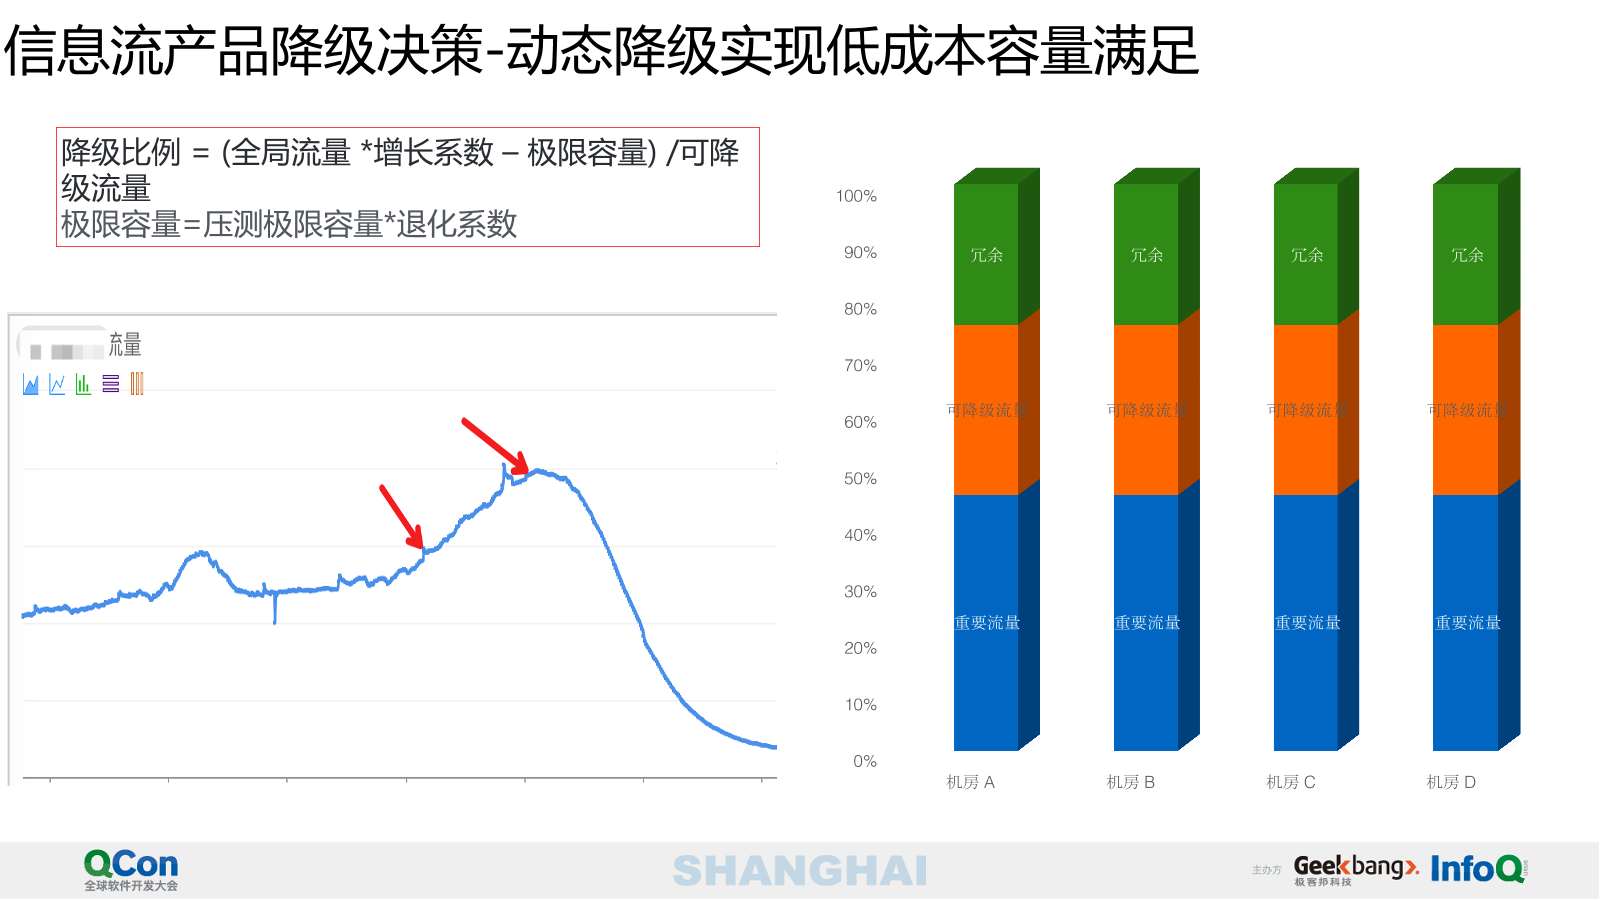 信息流产品降级决策-动态降级实现低成本容量满足
降级比例 = (全局流量 *增长系数 – 极限容量) /可降
级流量
极限容量=压测极限容量*退化系数
流量
100%
90%
80%
70%
60%
50%
40%
30%
20%
10%
0%
冗余 冗余 冗余 冗余
可降级流量 可降级流量 可降级流量 可降级流量
重要流量 重要流量 重要流量 重要流量
机房 A 机房 B 机房 C 机房 D
QCon
全球软件开发大会
SHANGHAI
主办方
Geekbang>.
极客邦科技
InfoQ